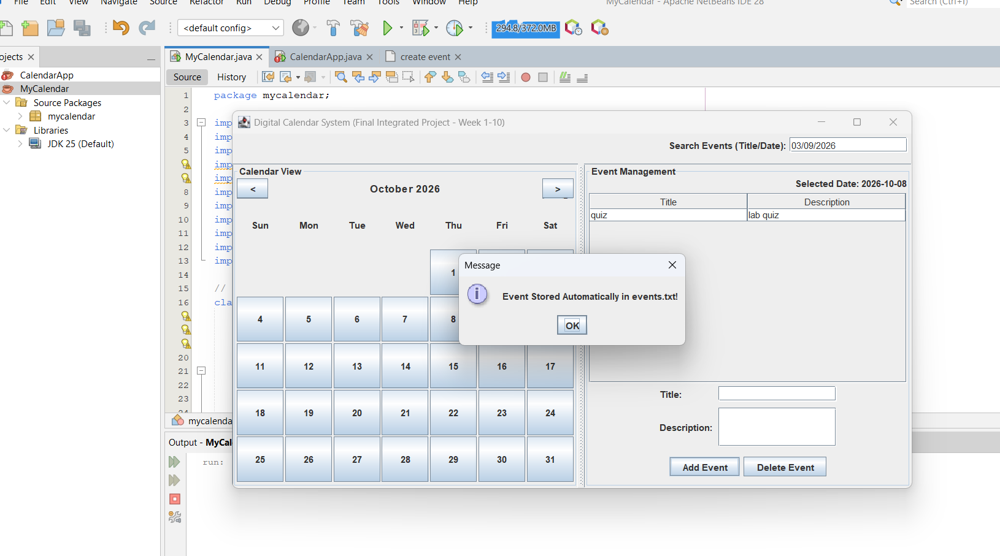 File Edit View Navigate Source Refactor Run Debug Profile Team Tools Window Help
MyCalendar - Apache NetBeans IDE 28
Search (Ctrl+I)
<default config>
294.8/372.0MB
ojects
MyCalendar.java
CalendarApp.java
create event
CalendarApp
MyCalendar
Source Packages
mycalendar
Libraries
JDK 25 (Default)
Source History
1 package mycalendar;
2
3 imp
4 imp
5 imp
imp
imp
8 imp
9 imp
10 imp
11 imp
12 imp
13 imp
14
15 //
16 cla
20
21
22
23
24
mycalenda
Output - MyCal
run:
Digital Calendar System (Final Integrated Project - Week 1-10)
Search Events (Title/Date): 03/09/2026
Calendar View
< October 2026 >
Sun Mon Tue Wed Thu Fri Sat
1
4 5 6 7 8
11 12 13 14 15 16 17
18 19 20 21 22 23 24
25 26 27 28 29 30 31
Event Management
Selected Date: 2026-10-08
Title Description
quiz lab quiz
Message
Event Stored Automatically in events.txt!
OK
Title:
Description:
Add Event Delete Event